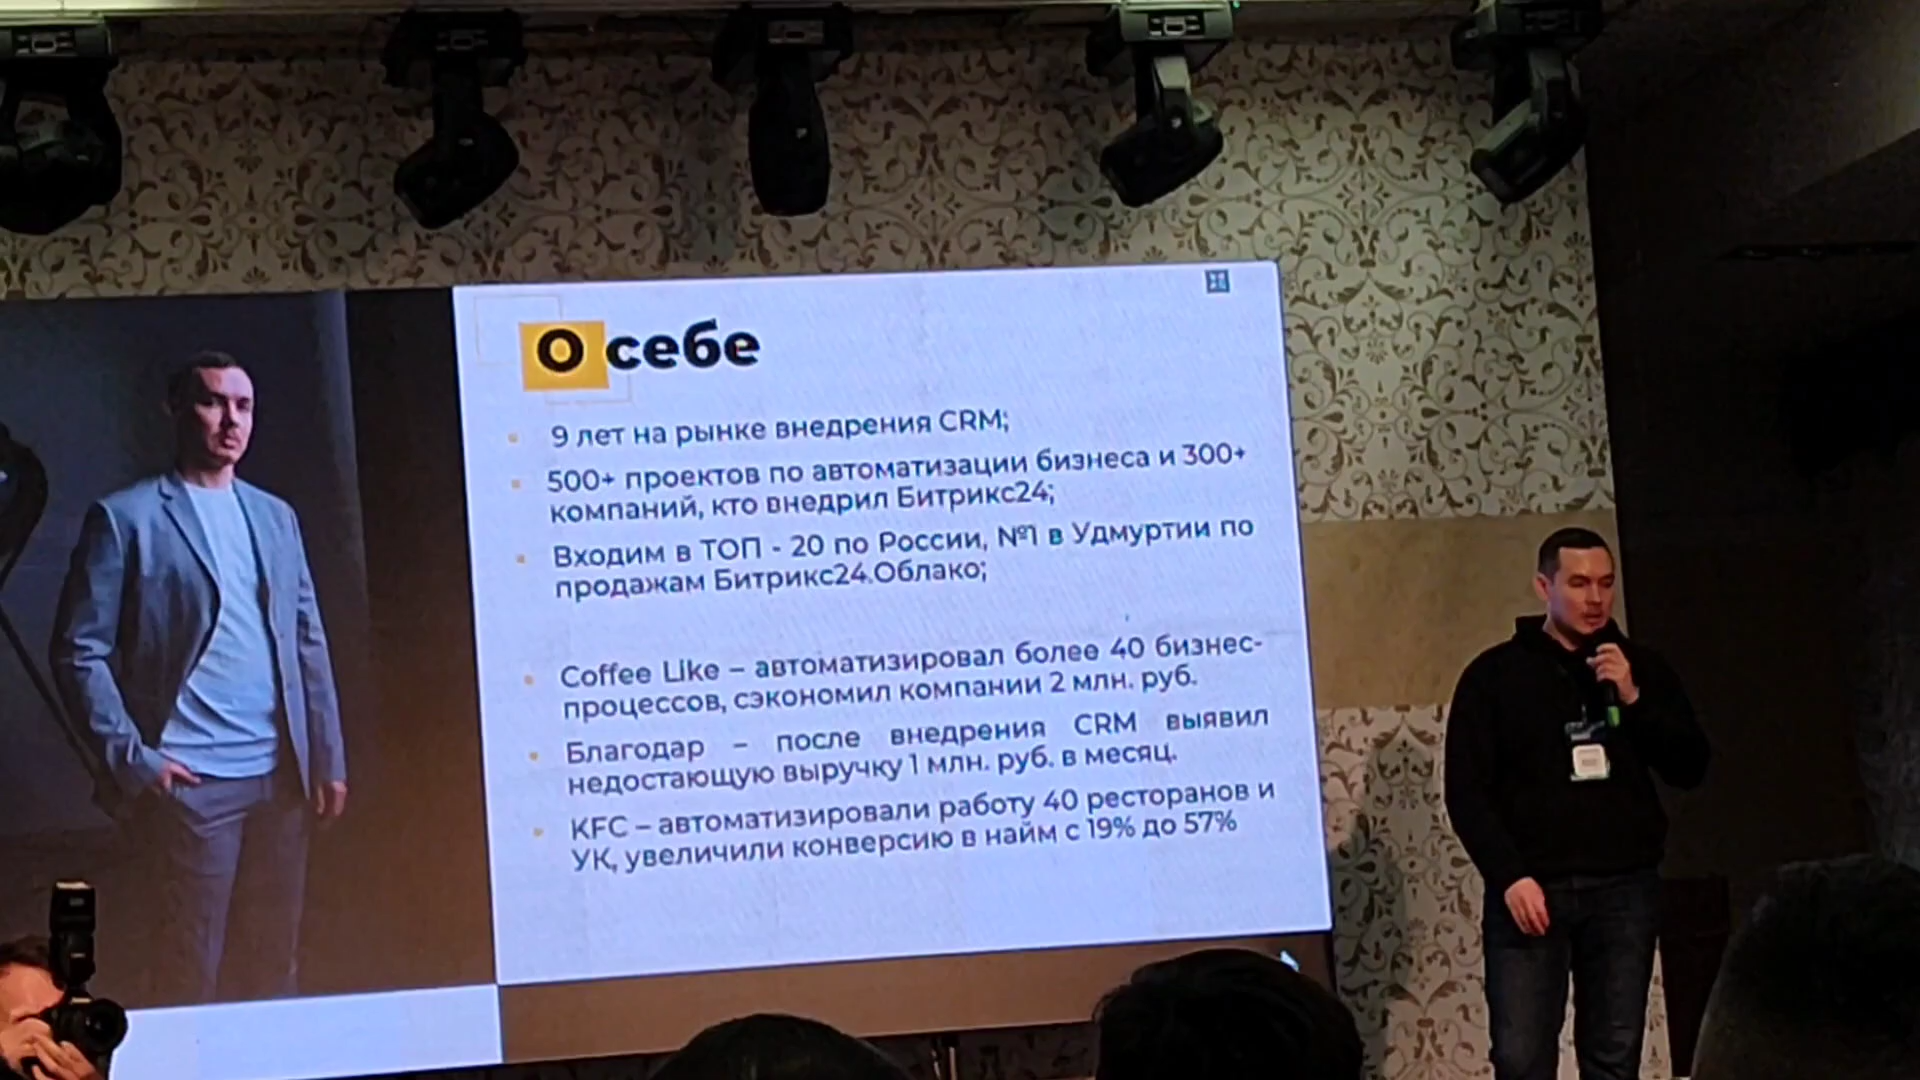 О себе
9 лет на рынке внедрения CRM;
500+ проектов по автоматизации бизнеса и 300+
компаний, кто внедрил Битрикс24;
Входим в ТОП - 20 по России, №1 в Удмуртии по
продажам Битрикс24.Облако;
Coffee Like – автоматизировал более 40 бизнес-
процессов, сэкономил компании 2 млн. руб.
Благодар – после внедрения CRM выявил
недостающую выручку 1 млн. руб. в месяц.
KFC – автоматизировали работу 40 ресторанов и
УК, увеличили конверсию в найм с 19% до 57%